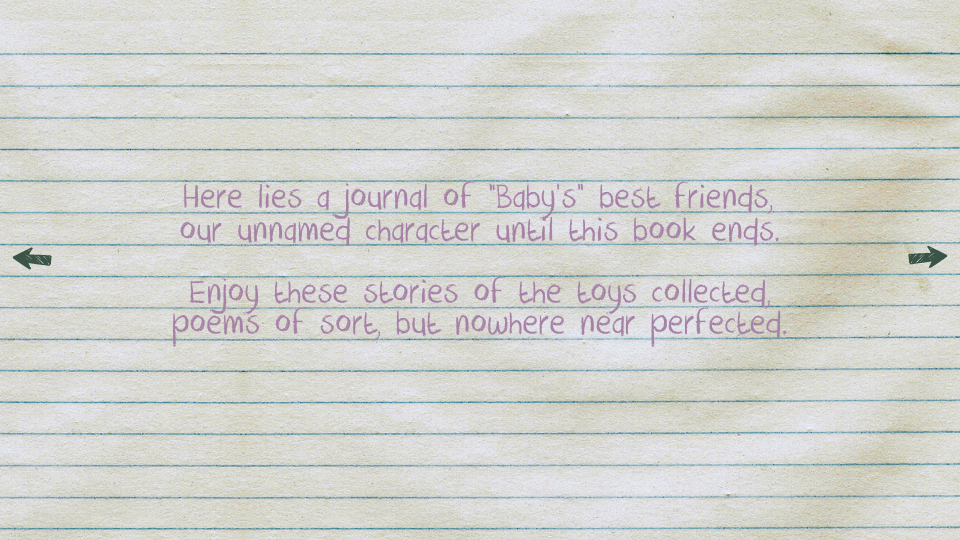 Here lies a journal of "Baby's" best friends,
our unnamed character until this book ends.
Enjoy these stories of the toys collected,
poems of sort, but nowhere near perfected.